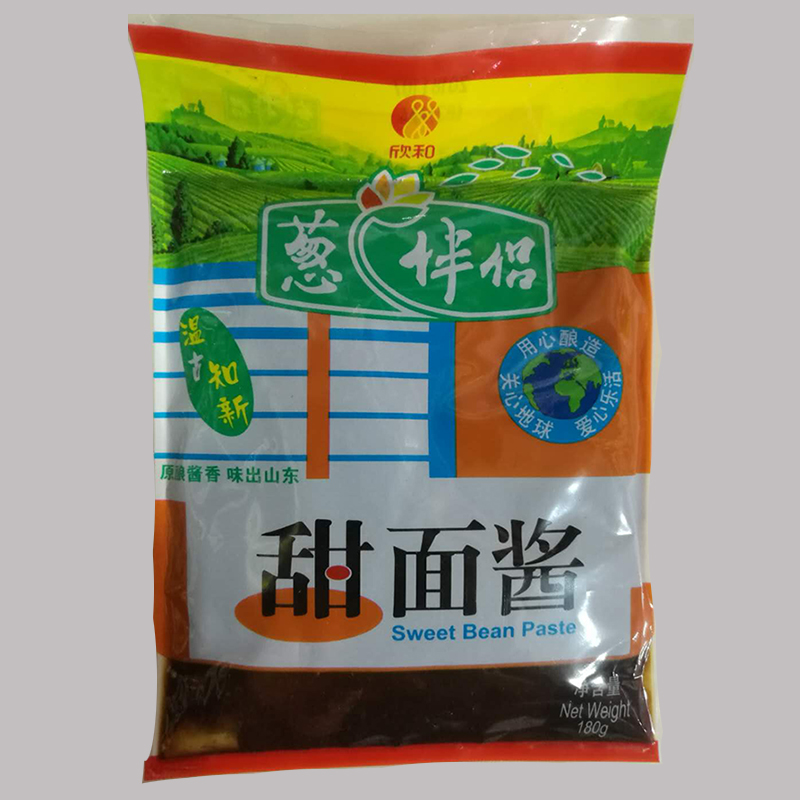 欣和
葱伴侣
温古知新
用心酿造
关心地球
爱心乐活
原酿酱香 味出山东
甜面酱
Sweet Bean Paste
净含量
Net Weight
180g